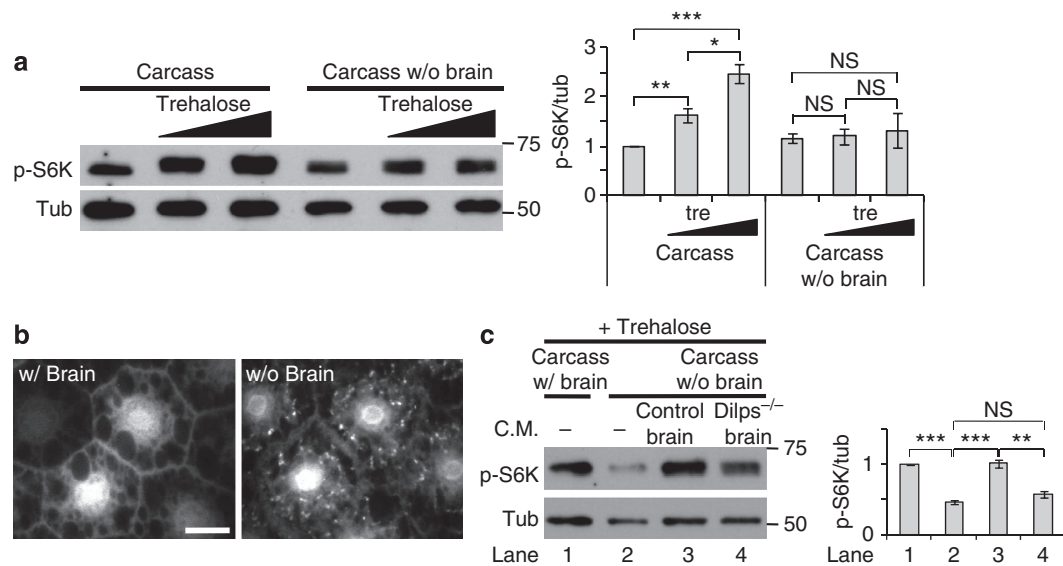 a
Carcass
Carcass w/o brain
Trehalose
Trehalose
p-S6K
75
Tub
50
p-S6K/tub
3
2
1
0
***
*
**
NS
NS
NS
tre
tre
Carcass
Carcass
w/o brain
b
w/ Brain
w/o Brain
c
+ Trehalose
Carcass
w/ brain
Carcass
w/o brain
C.M.
–
–
Control
brain
Dilps–/–
brain
p-S6K
75
Tub
50
Lane 1 2 3 4
p-S6K/tub
1
0
NS
*** *** **
Lane 1 2 3 4